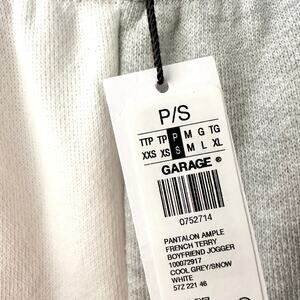 P/S
TTP TP P M G TG
XXS XS S M L XL
GARAGE ®
0752714
PANTALON AMPLE
FRENCH TERRY
BOYFRIEND JOGGER
100072917
COOL GREY/SNOW
WHITE
57Z 221 46